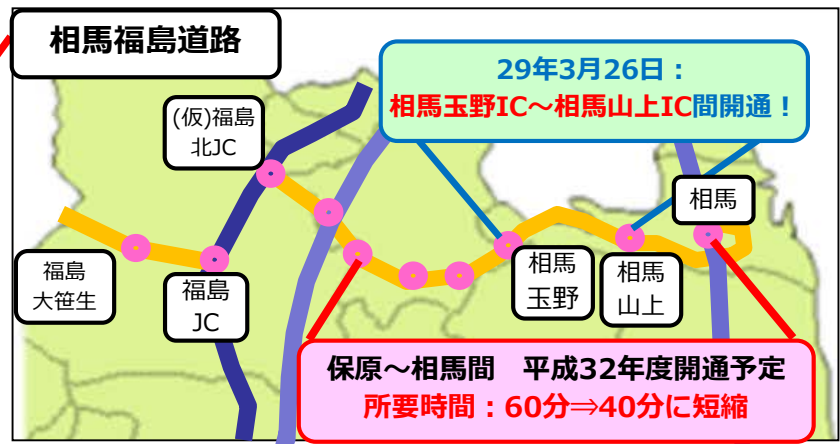 相馬福島道路
29年3月26日：
相馬玉野IC～相馬山上IC間開通！
(仮)福島
北JC
相馬
福島
大笹生
福島
JC
相馬
玉野
相馬
山上
保原～相馬間　平成32年度開通予定
所要時間：60分⇒40分に短縮